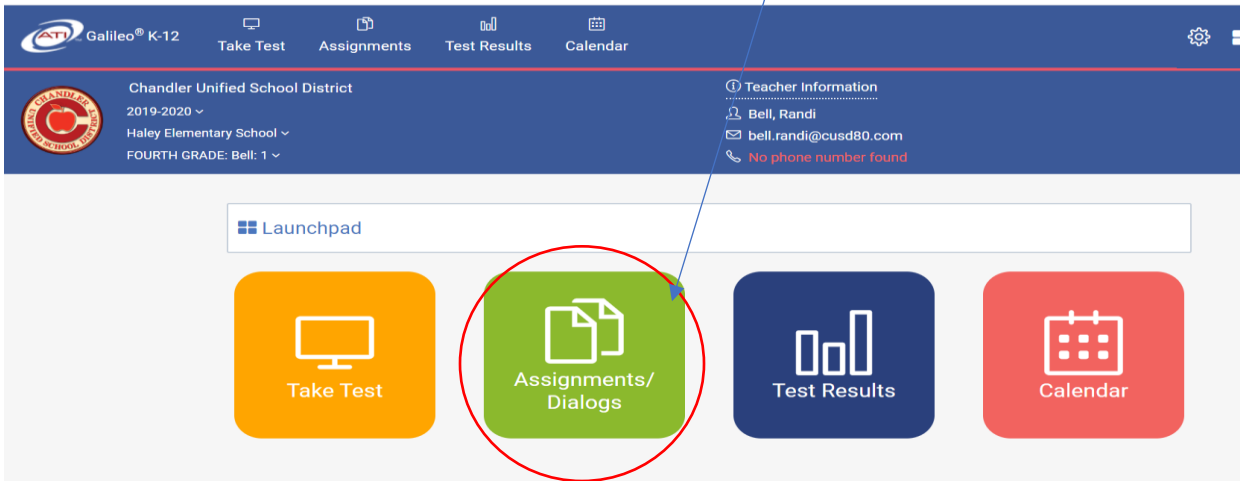 ATI Galileo® K-12
Take Test
Assignments
Test Results
Calendar
CHANDLER UNIFIED SCHOOL DISTRICT
Chandler Unified School District
2019-2020
Haley Elementary School
FOURTH GRADE: Bell: 1
Teacher Information
Bell, Randi
bell.randi@cusd80.com
No phone number found
Launchpad
Take Test
Assignments/
Dialogs
Test Results
Calendar